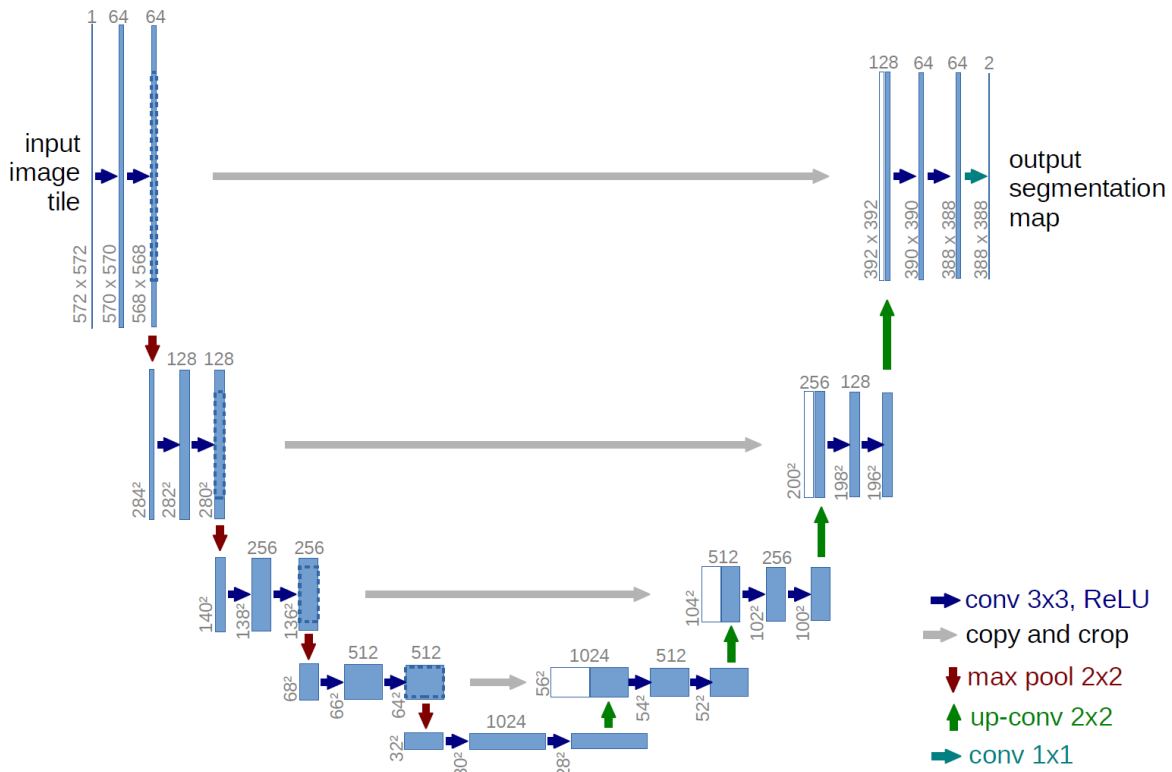 1 64 64
128 64 64 2
input
image
tile
output
segmentation
map
572 x 572
570 x 570
568 x 568
392 x 392
390 x 390
388 x 388
388 x 388
128 128
256 128
284²
282²
280²
200²
198²
196²
256 256
512 256
140²
138²
136²
104²
102²
100²
conv 3x3, ReLU
copy and crop
512 512
1024 512
68²
66²
64²
56²
54²
52²
max pool 2x2
up-conv 2x2
1024
32²
conv 1x1